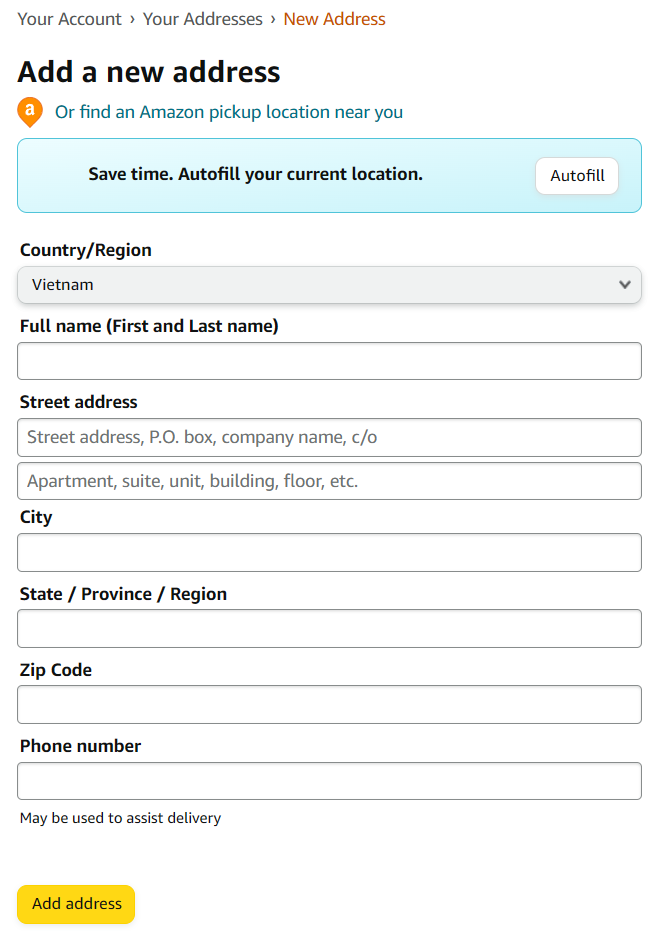 Your Account › Your Addresses › New Address
Add a new address
a
Or find an Amazon pickup location near you
Save time. Autofill your current location.
Autofill
Country/Region
Vietnam
Full name (First and Last name)
Street address
Street address, P.O. box, company name, c/o
Apartment, suite, unit, building, floor, etc.
City
State / Province / Region
Zip Code
Phone number
May be used to assist delivery
Add address